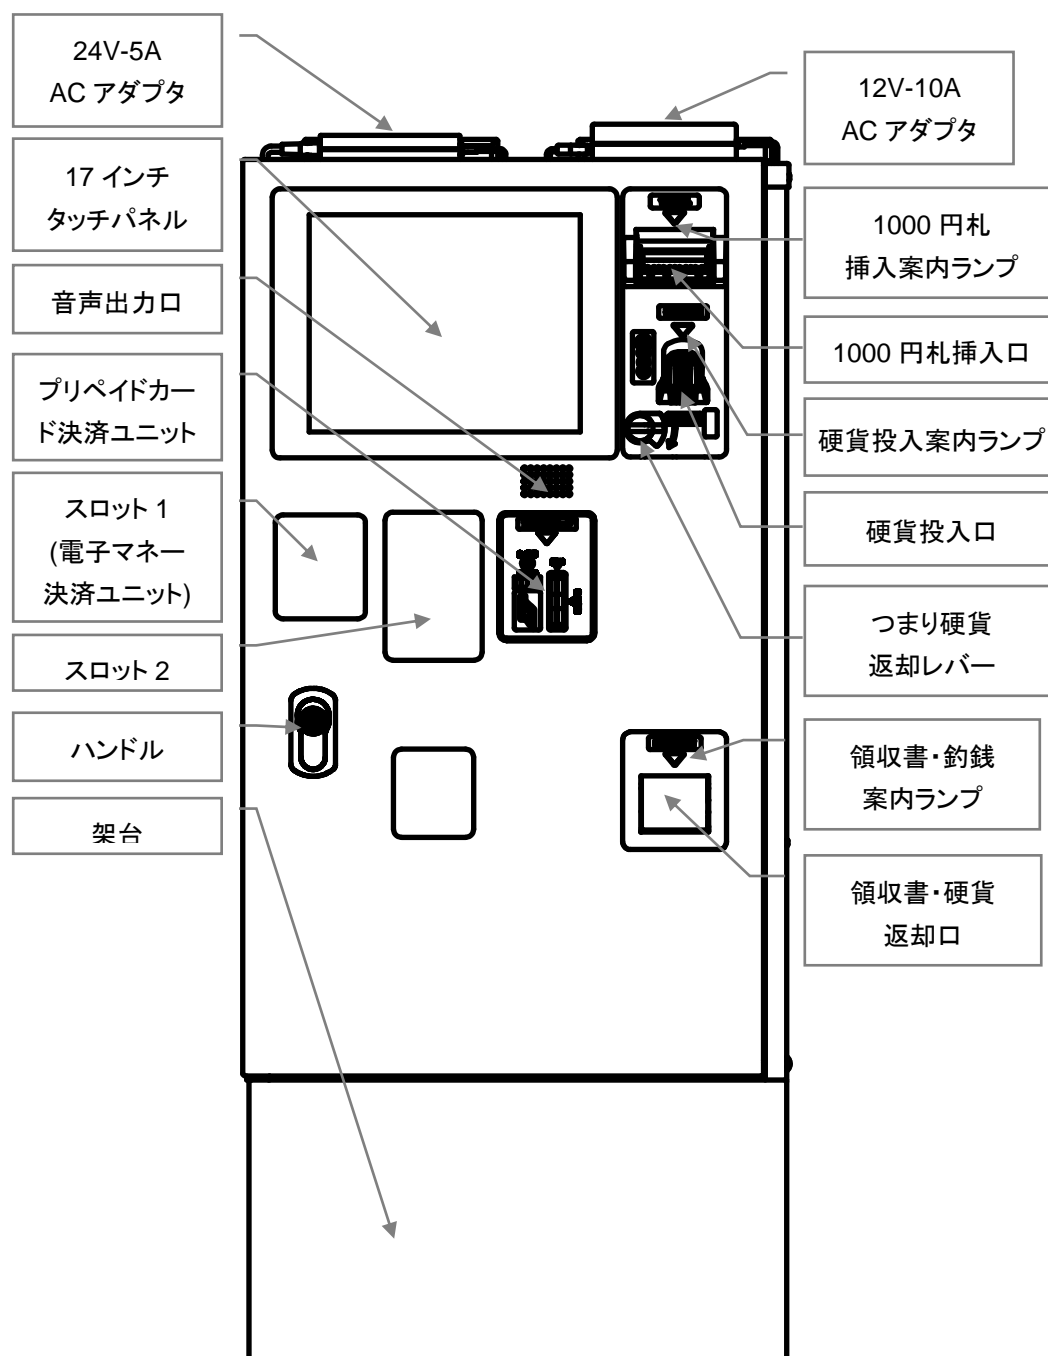 24V-5A
AC アダプタ
17 インチ
タッチパネル
音声出力口
プリペイドカー
ド決済ユニット
スロット 1
(電子マネー
決済ユニット)
スロット 2
ハンドル
架台
12V-10A
AC アダプタ
1000 円札
挿入案内ランプ
1000 円札挿入口
硬貨投入案内ランプ
硬貨投入口
つまり硬貨
返却レバー
領収書・釣銭
案内ランプ
領収書・硬貨
返却口